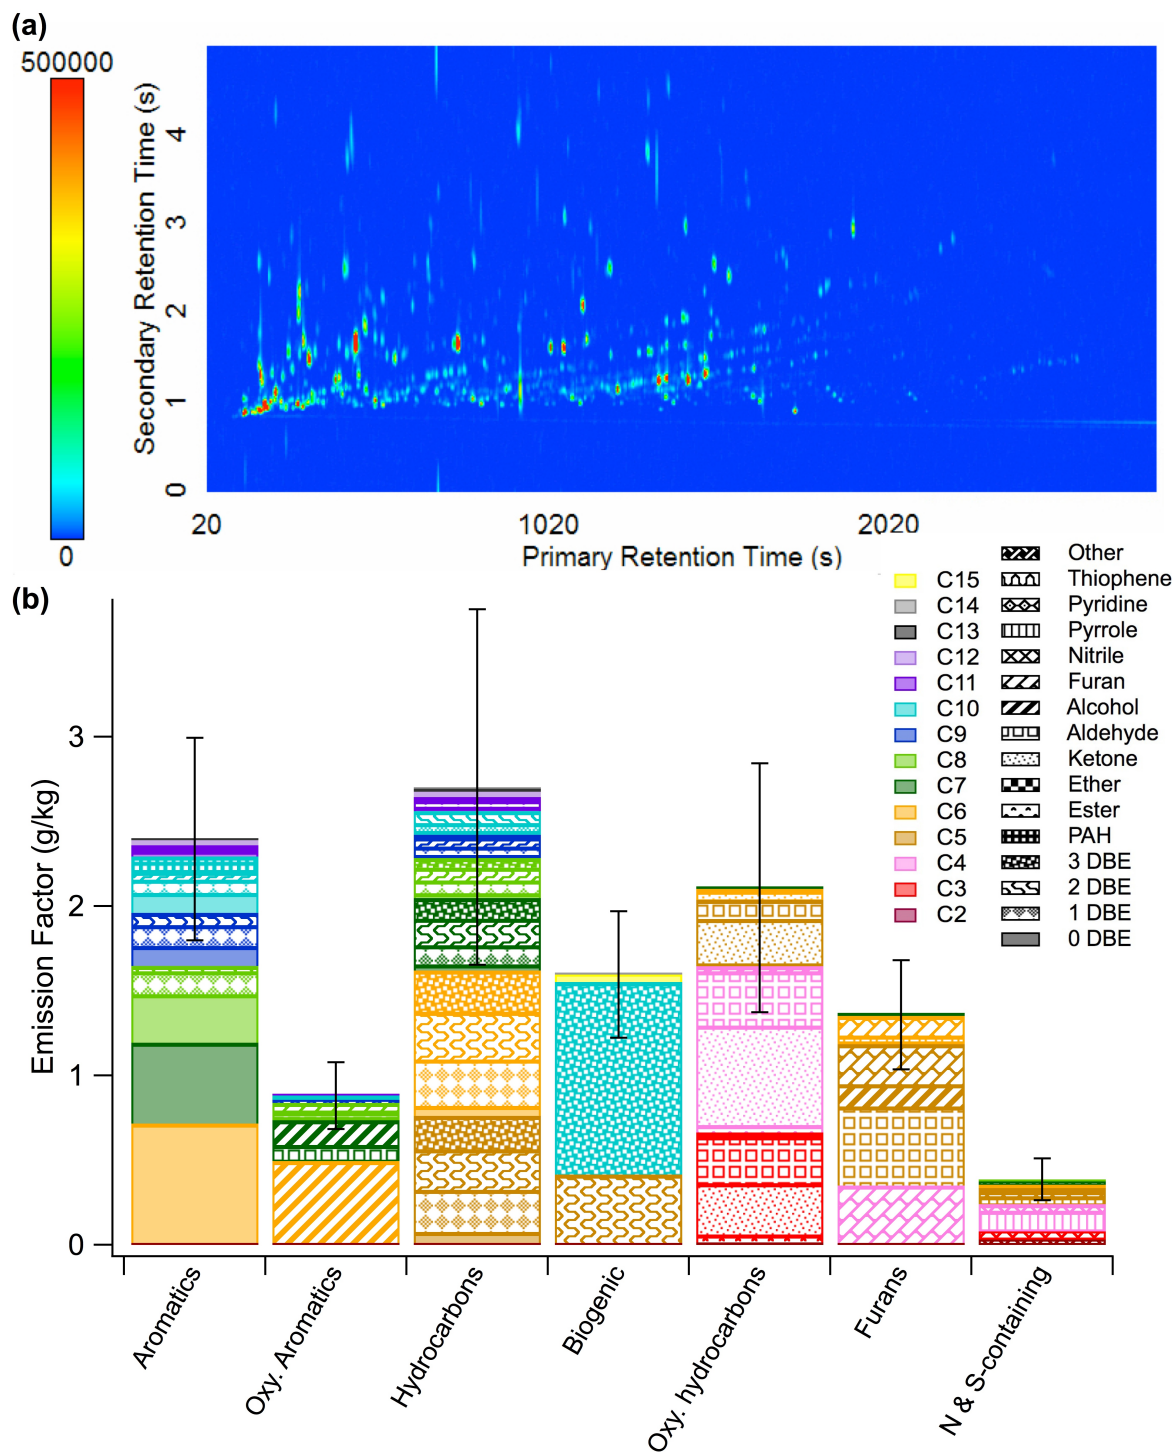 (a)
500000
0
Secondary Retention Time (s)
4
3
2
1
0
20 1020 2020
Primary Retention Time (s)
(b)
C15
C14
C13
C12
C11
C10
C9
C8
C7
C6
C5
C4
C3
C2
Other
Thiophene
Pyridine
Pyrrole
Nitrile
Furan
Alcohol
Aldehyde
Ketone
Ether
Ester
PAH
3 DBE
2 DBE
1 DBE
0 DBE
Emission Factor (g/kg)
3
2
1
0
Aromatics
Oxy. Aromatics
Hydrocarbons
Biogenic
Oxy. hydrocarbons
Furans
N & S-containing